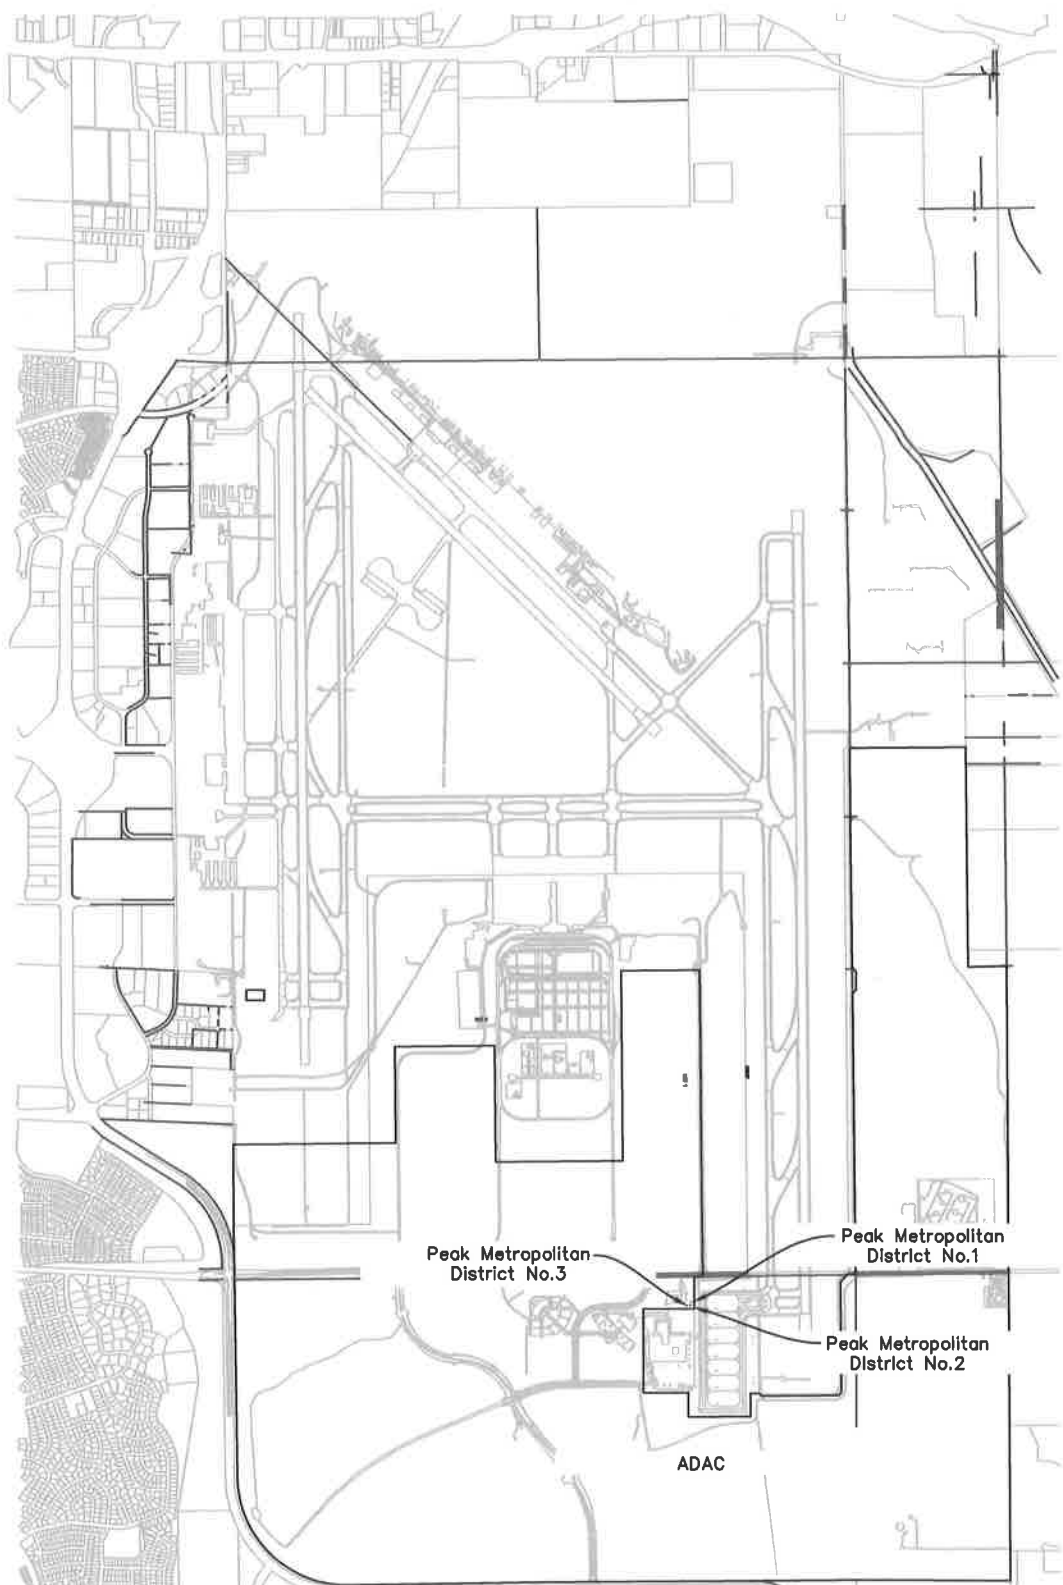 Peak Metropolitan
District No.1
Peak Metropolitan
District No.3
Peak Metropolitan
District No.2
ADAC